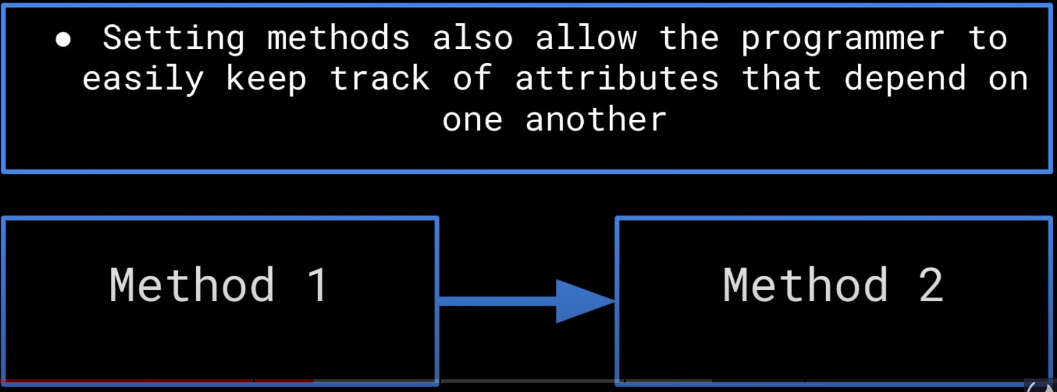 ● Setting methods also allow the programmer to
easily keep track of attributes that depend on
one another
Method 1
Method 2